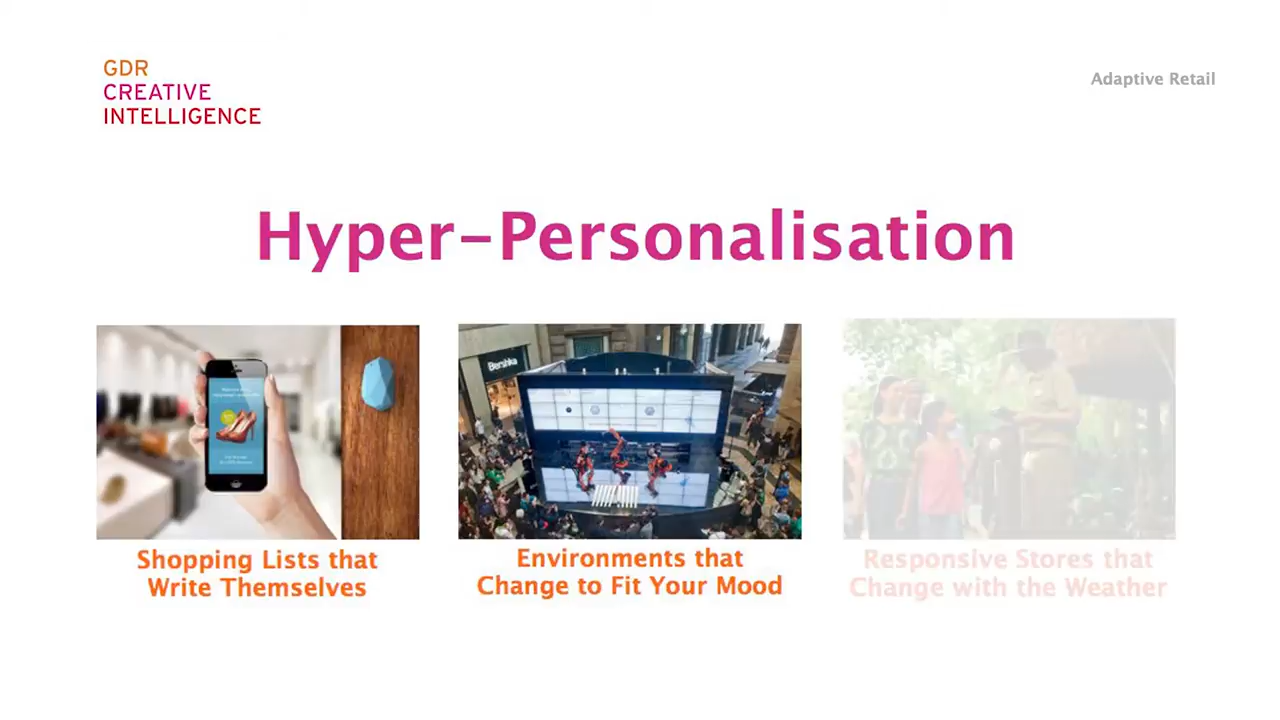 GDR
CREATIVE
INTELLIGENCE
Adaptive Retail
Hyper-Personalisation
Bershka
Shopping Lists that
Write Themselves
Environments that
Change to Fit Your Mood
Responsive Stores that
Change with the Weather